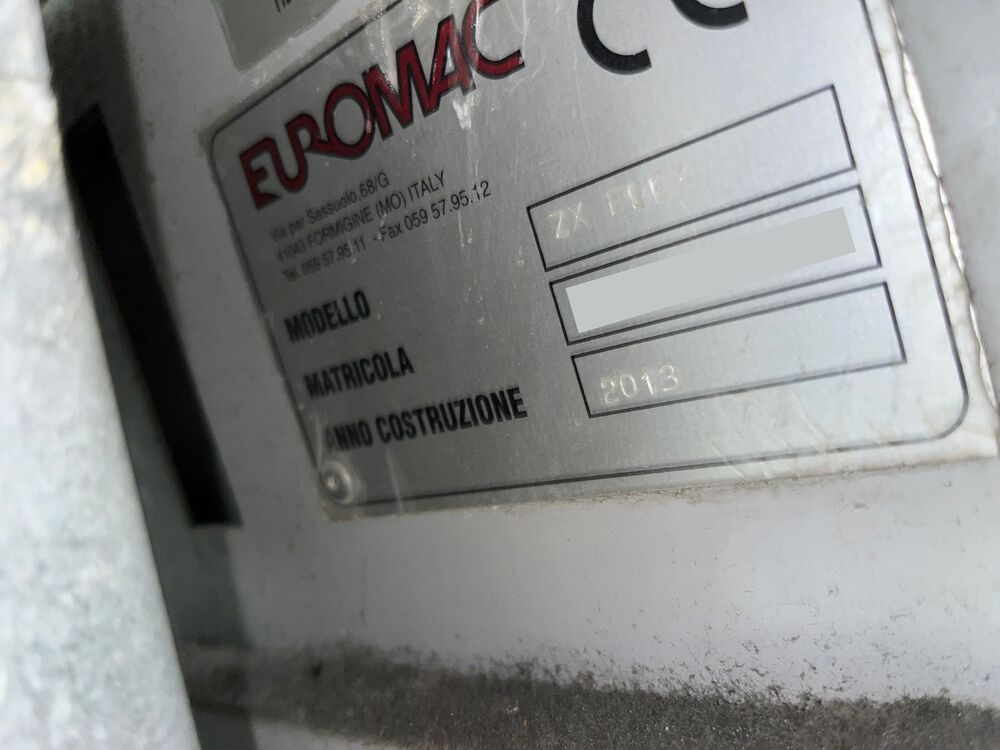 EUROMAC
CE
Via per Sassuolo,68/G
41043 FORMIGINE (MO) ITALY
Tel. 059 57.95.11 - Fax 059 57.95.12
MODELLO ZX FLEX
MATRICOLA
ANNO COSTRUZIONE 2013